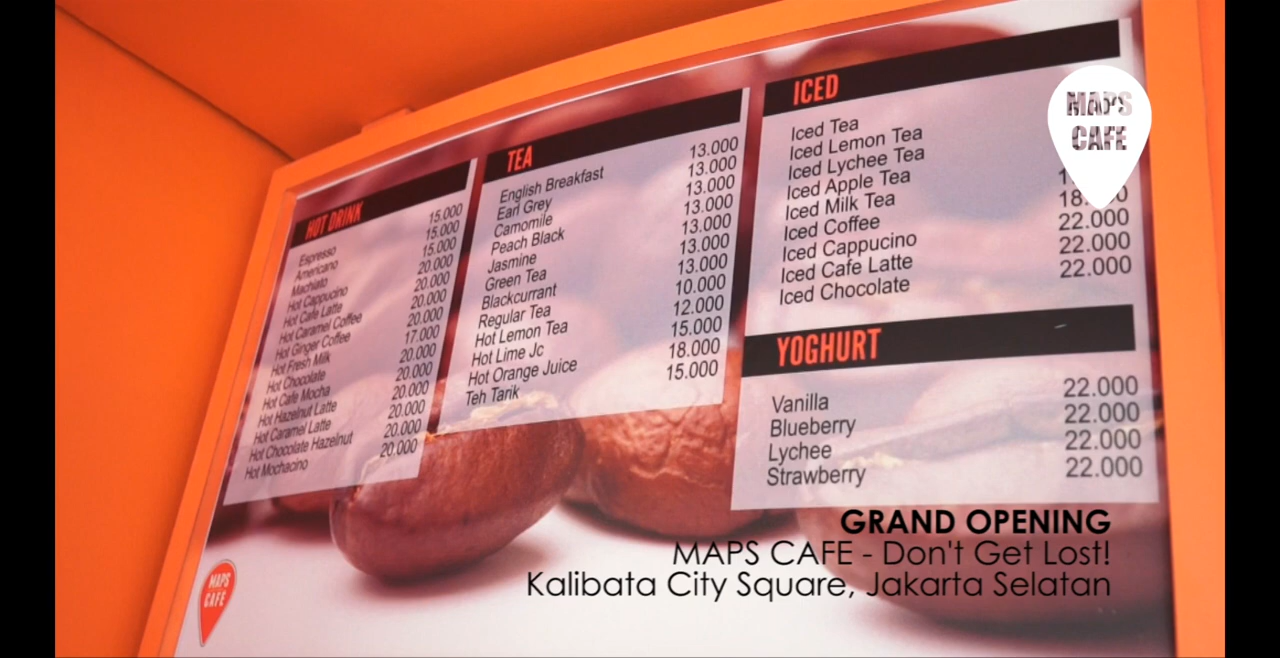 HOT DRINK
Espresso 15.000
Americano 15.000
Machiato 15.000
Hot Cappucino 20.000
Hot Cafe Latte 20.000
Hot Caramel Coffee 20.000
Hot Ginger Coffee 20.000
Hot Fresh Milk 17.000
Hot Chocolate 20.000
Hot Cafe Mocha 20.000
Hot Hazelnut Latte 20.000
Hot Caramel Latte 20.000
Hot Chocolate Hazelnut 20.000
Hot Mochacino 20.000
TEA
English Breakfast 13.000
Earl Grey 13.000
Camomile 13.000
Peach Black 13.000
Jasmine 13.000
Green Tea 13.000
Blackcurrant 13.000
Regular Tea 10.000
Hot Lemon Tea 12.000
Hot Lime Jc 15.000
Hot Orange Juice 18.000
Teh Tarik 15.000
ICED
Iced Tea
Iced Lemon Tea
Iced Lychee Tea
Iced Apple Tea
Iced Milk Tea
Iced Coffee
Iced Cappucino 22.000
Iced Cafe Latte 22.000
Iced Chocolate 22.000
YOGHURT
Vanilla 22.000
Blueberry 22.000
Lychee 22.000
Strawberry 22.000
MAPS
CAFE
GRAND OPENING
MAPS CAFE - Don't Get Lost!
Kalibata City Square, Jakarta Selatan
MAPS
CAFE